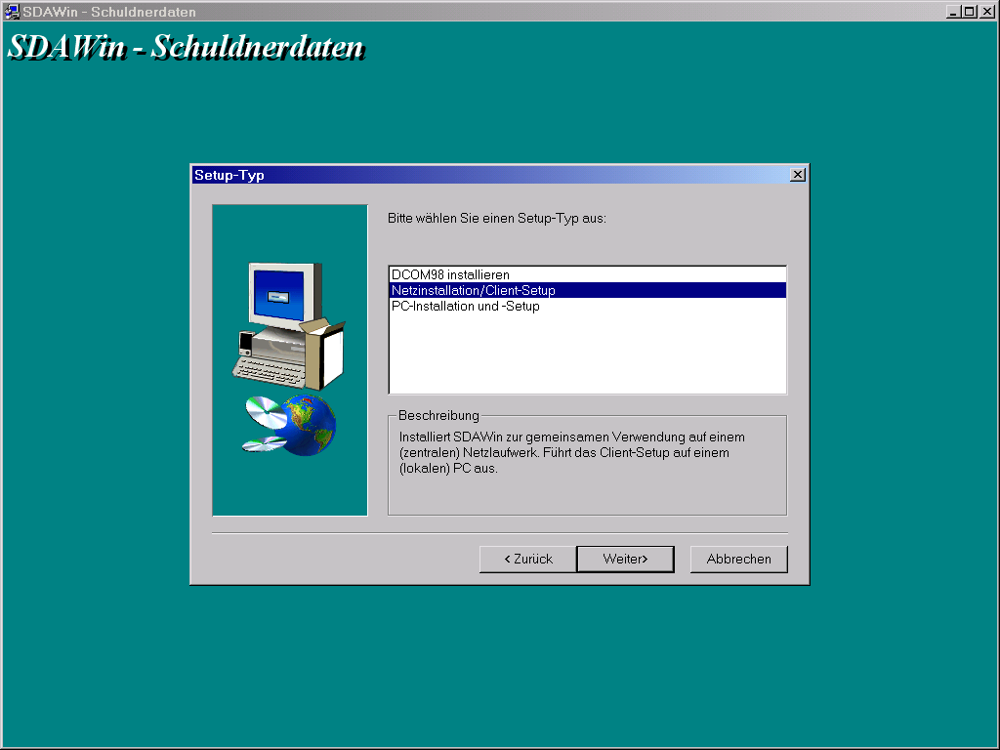 SDAWin - Schuldnerdaten
SDAWin - Schuldnerdaten
Setup-Typ
Bitte wählen Sie einen Setup-Typ aus:
DCOM98 installieren
Netzinstallation/Client-Setup
PC-Installation und -Setup
Beschreibung
Installiert SDAWin zur gemeinsamen Verwendung auf einem
(zentralen) Netzlaufwerk. Führt das Client-Setup auf einem
(lokalen) PC aus.
< Zurück
Weiter>
Abbrechen